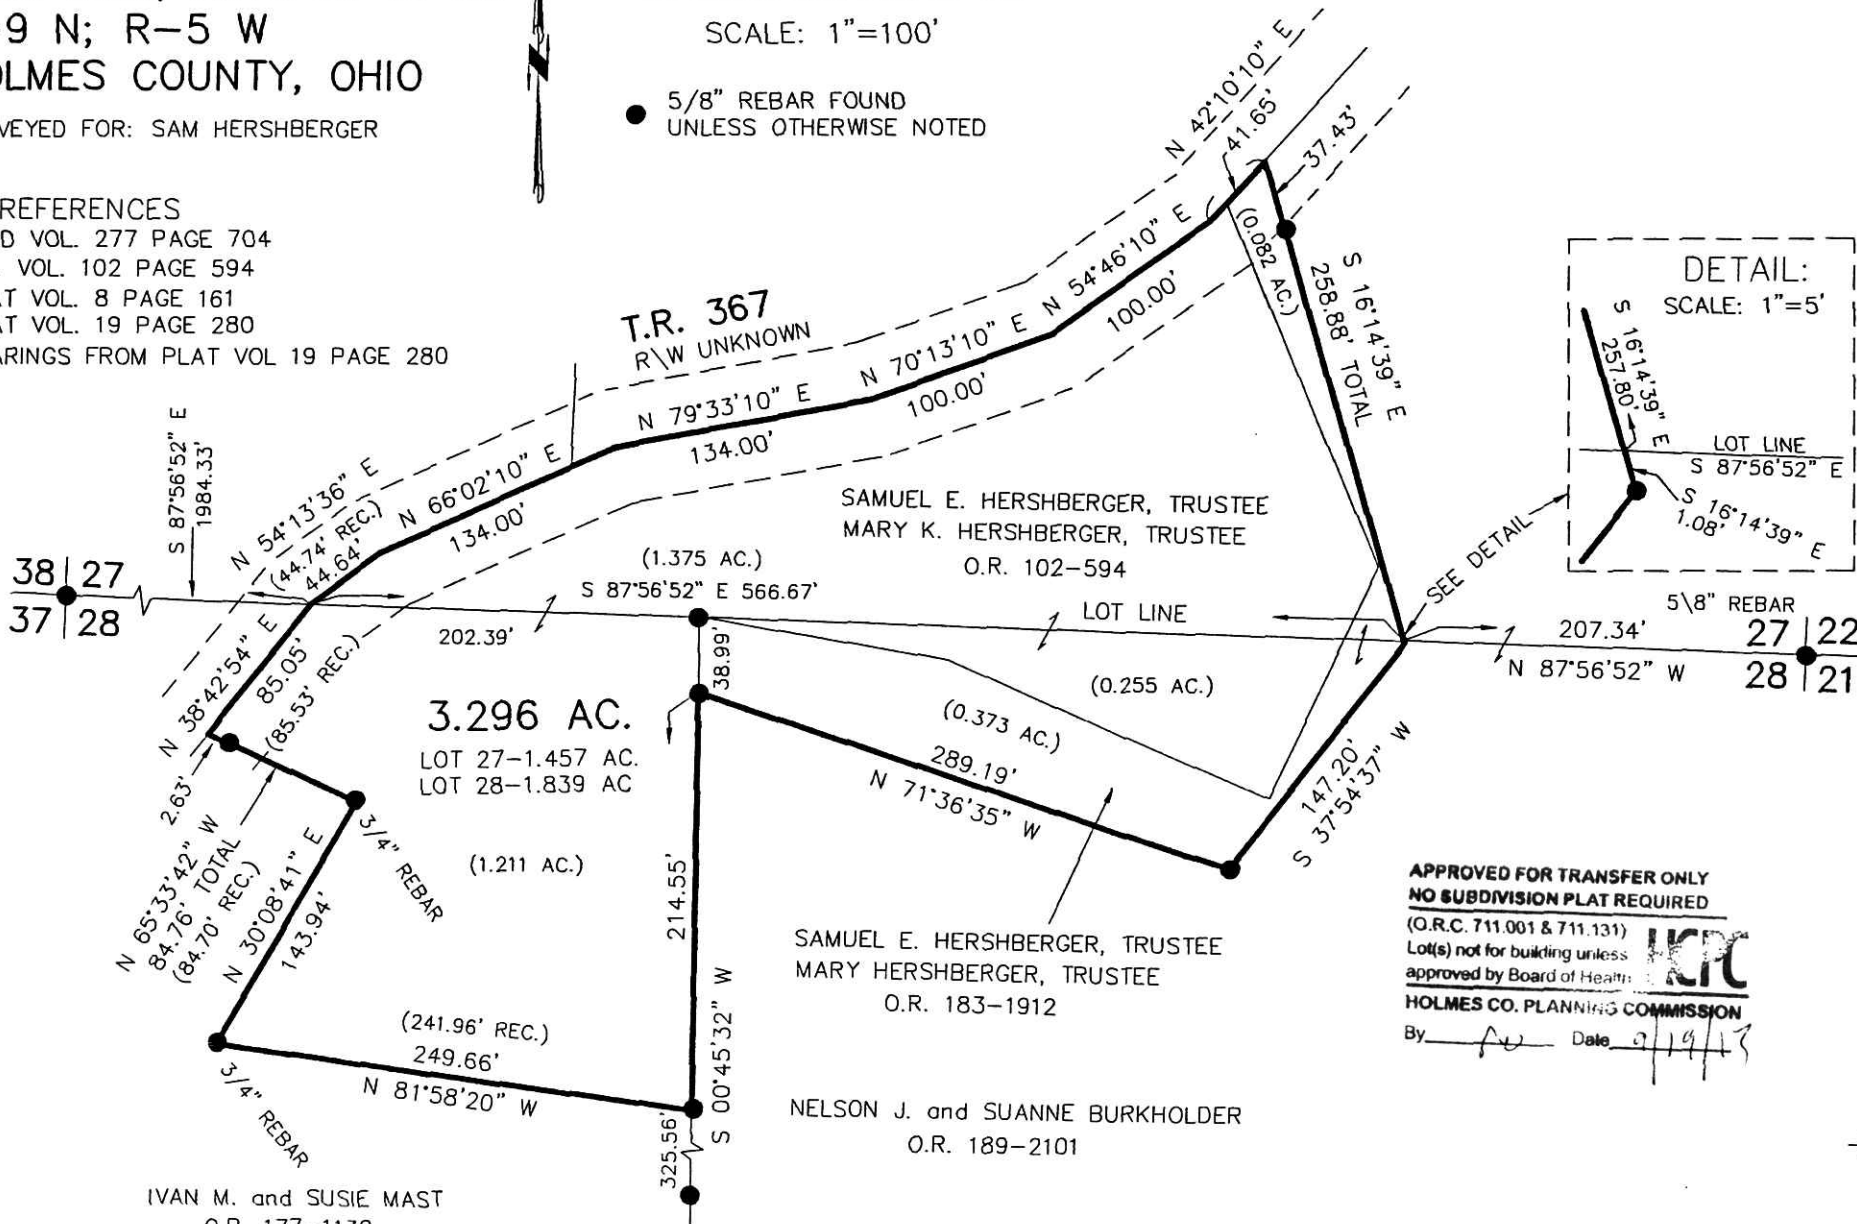 9 N; R-5 W
OLMES COUNTY, OHIO
VEYED FOR: SAM HERSHBERGER
REFERENCES
D VOL. 277 PAGE 704
VOL. 102 PAGE 594
AT VOL. 8 PAGE 161
AT VOL. 19 PAGE 280
ARINGS FROM PLAT VOL 19 PAGE 280
SCALE: 1"=100'
5/8" REBAR FOUND
UNLESS OTHERWISE NOTED
N 42°10'10" E
41.65'
37.43'
(0.082 AC.)
S 16°14'39" E
258.88' TOTAL
N 54°46'10" E
100.00'
T.R. 367
R\W UNKNOWN
N 70°13'10" E
100.00'
N 79°33'10" E
134.00'
N 66°02'10" E
134.00'
N 54°13'36" E
(44.74' REC.)
44.64'
S 87°56'52" E
1984.33'
DETAIL:
SCALE: 1"=5'
S 16°14'39" E
257.80'
LOT LINE
S 87°56'52" E
S 16°14'39" E
1.08'
SEE DETAIL
SAMUEL E. HERSHBERGER, TRUSTEE
MARY K. HERSHBERGER, TRUSTEE
O.R. 102-594
(1.375 AC.)
S 87°56'52" E 566.67'
LOT LINE
38 27
37 28
202.39'
38.99'
5\8" REBAR
207.34'
N 87°56'52" W
27 22
28 21
N 38°42'54" E
85.05'
(85.53' REC.)
3.296 AC.
LOT 27-1.457 AC.
LOT 28-1.839 AC
(1.211 AC.)
(0.255 AC.)
(0.373 AC.)
289.19'
N 71°36'35" W
147.20'
S 37°54'37" W
2.63'
N 65°33'42" W
84.76' TOTAL
(84.70' REC.)
3/4" REBAR
N 30°08'41" E
143.94'
214.55'
S 00°45'32" W
(241.96' REC.)
249.66'
N 81°58'20" W
3/4" REBAR
325.56'
SAMUEL E. HERSHBERGER, TRUSTEE
MARY HERSHBERGER, TRUSTEE
O.R. 183-1912
NELSON J. and SUANNE BURKHOLDER
O.R. 189-2101
IVAN M. and SUSIE MAST
O.R. 177-
APPROVED FOR TRANSFER ONLY
NO SUBDIVISION PLAT REQUIRED
(O.R.C. 711.001 & 711.131)
Lot(s) not for building unless
approved by Board of Health
HCPC
HOLMES CO. PLANNING COMMISSION
By Date 9/19/13